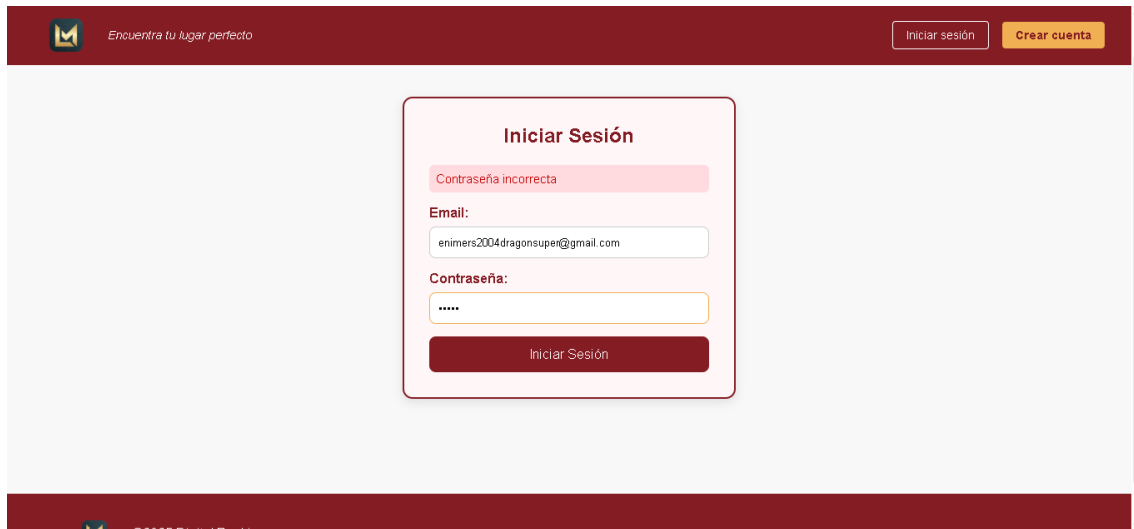 Encuentra tu lugar perfecto
Iniciar sesión
Crear cuenta
Iniciar Sesión
Contraseña incorrecta
Email:
enimers2004dragonsuper@gmail.com
Contraseña:
•••••
Iniciar Sesión